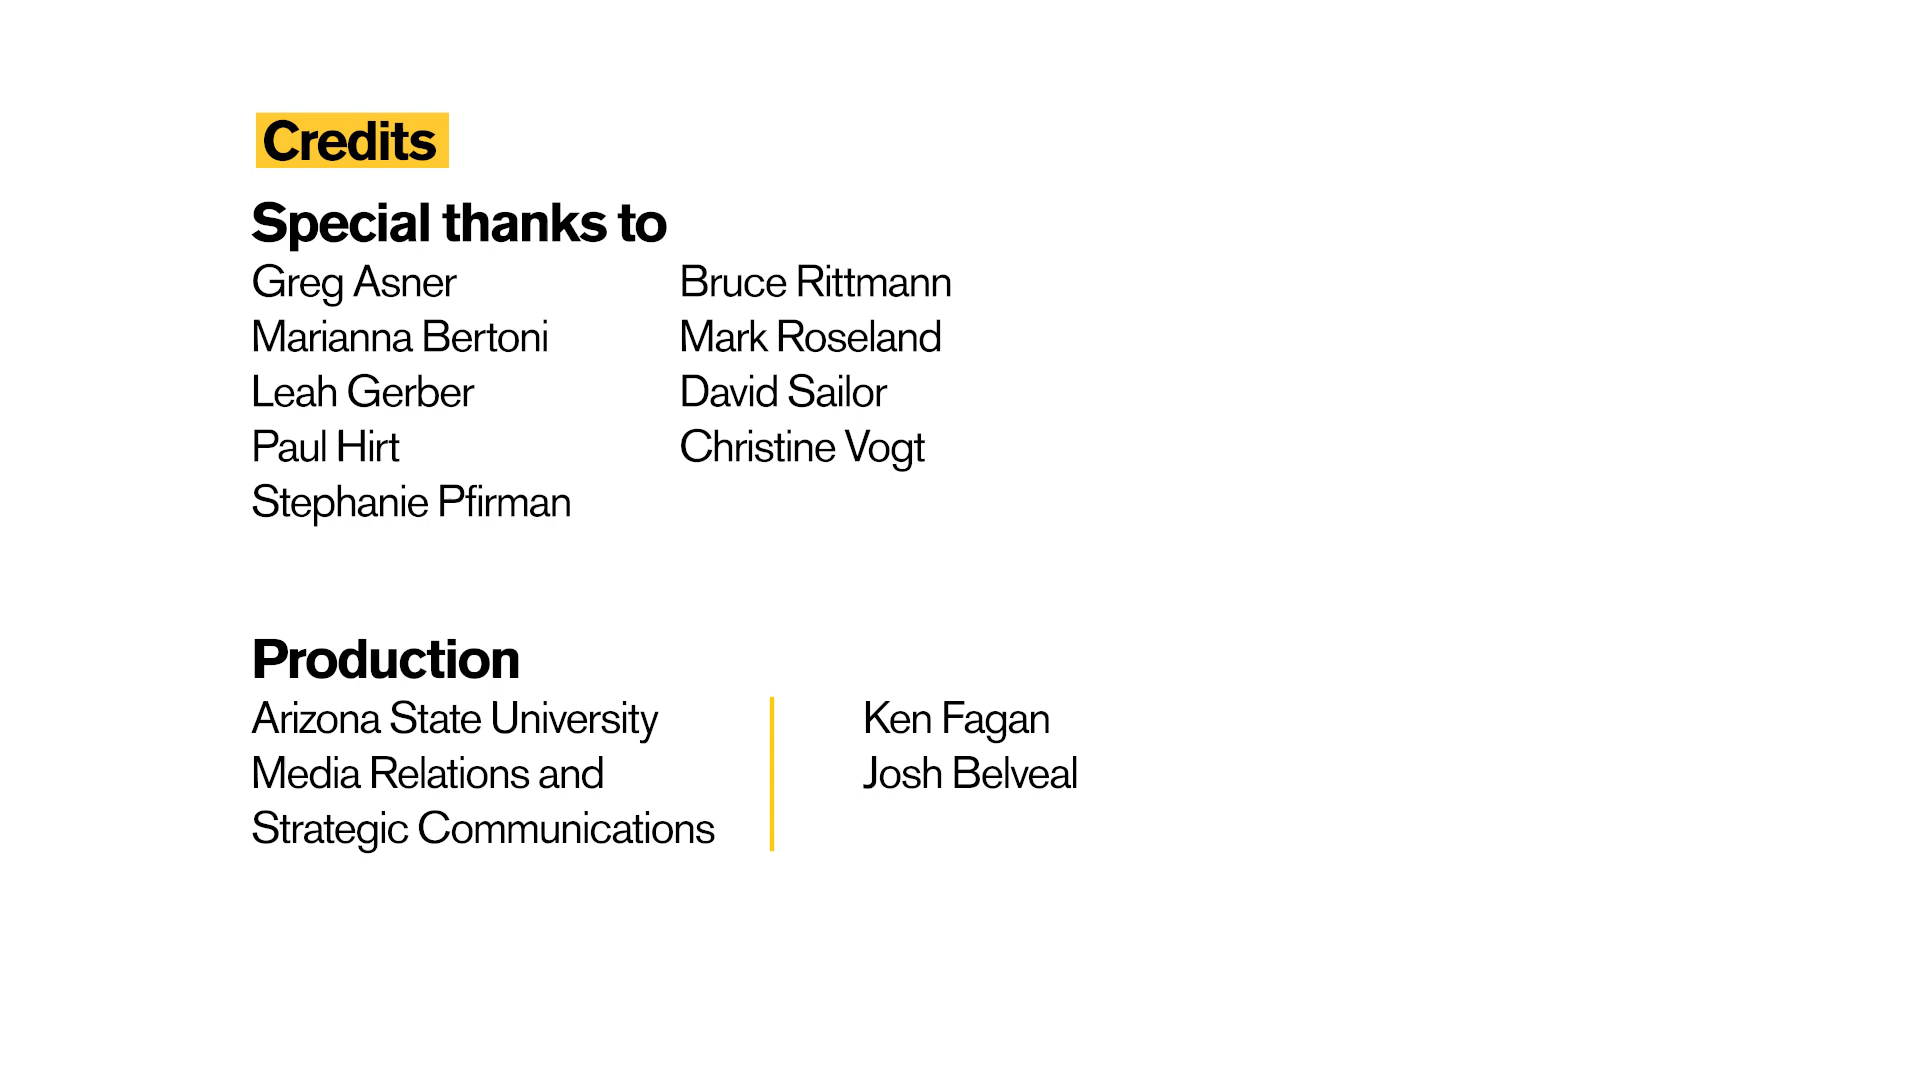 Credits
Special thanks to
Greg Asner
Marianna Bertoni
Leah Gerber
Paul Hirt
Stephanie Pfirman
Bruce Rittmann
Mark Roseland
David Sailor
Christine Vogt
Production
Arizona State University
Media Relations and
Strategic Communications
Ken Fagan
Josh Belveal